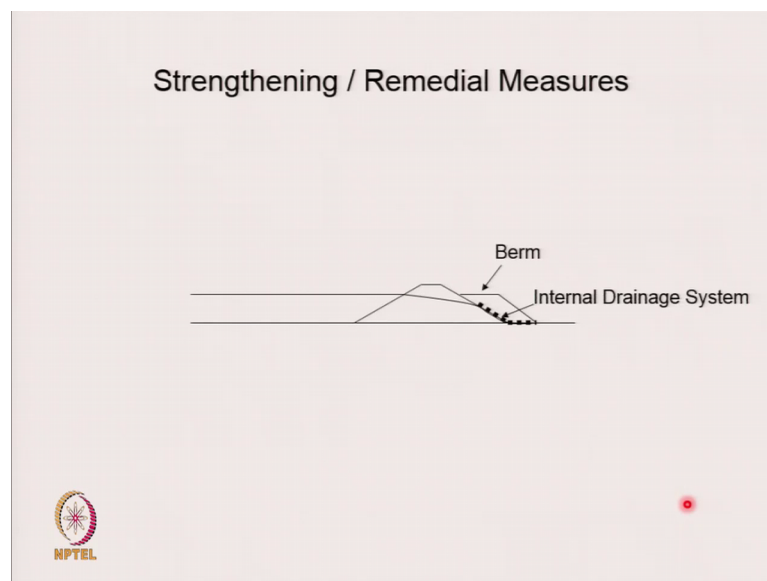 Strengthening / Remedial Measures
Berm
Internal Drainage System
NPTEL